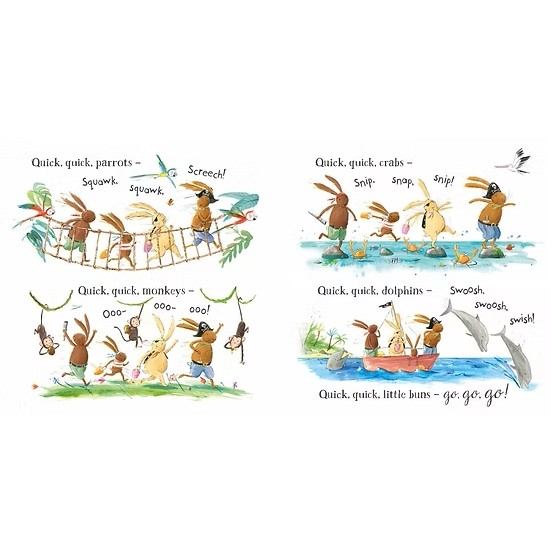 Quick, quick, parrots –
Squawk,
squawk,
Screech!
Quick, quick, monkeys –
Ooo-
ooo-
ooo!
Quick, quick, crabs –
Snip,
snap,
snip!
Quick, quick, dolphins –
Swoosh,
swoosh,
swish!
Quick, quick, little buns – go, go, go!